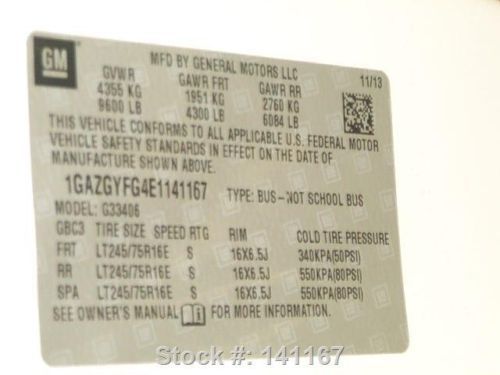 GM
MFD BY GENERAL MOTORS LLC
11/13
GVWR GAWR FRT GAWR RR
4355 KG 1951 KG 2760 KG
9600 LB 4300 LB 6084 LB
THIS VEHICLE CONFORMS TO ALL APPLICABLE U.S. FEDERAL MOTOR
VEHICLE SAFETY STANDARDS IN EFFECT ON THE DATE OF
MANUFACTURE SHOWN ABOVE.
1GAZGYFG4E1141167 TYPE: BUS-NOT SCHOOL BUS
MODEL: G33406
GBC3 TIRE SIZE SPEED RTG RIM COLD TIRE PRESSURE
FRT LT245/75R16E S 16X6.5J 340KPA(50PSI)
RR LT245/75R16E S 16X6.5J 550KPA(80PSI)
SPA LT245/75R16E S 16X6.5J 550KPA(80PSI)
SEE OWNER'S MANUAL FOR MORE INFORMATION.
Stock #: 141167